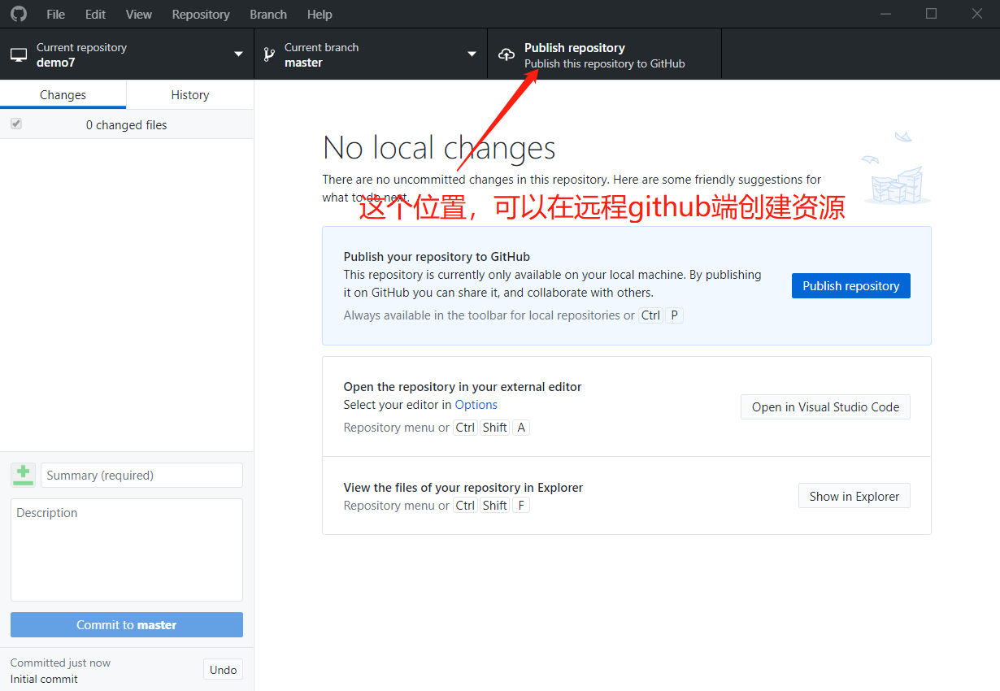 File Edit View Repository Branch Help
Current repository
demo7
Current branch
master
Publish repository
Publish this repository to GitHub
Changes
History
0 changed files
No local changes
There are no uncommitted changes in this repository. Here are some friendly suggestions for
what to do next.
这个位置，可以在远程github端创建资源
Publish your repository to GitHub
This repository is currently only available on your local machine. By publishing
it on GitHub you can share it, and collaborate with others.
Always available in the toolbar for local repositories or Ctrl P
Publish repository
Open the repository in your external editor
Select your editor in Options
Repository menu or Ctrl Shift A
Open in Visual Studio Code
View the files of your repository in Explorer
Repository menu or Ctrl Shift F
Show in Explorer
Summary (required)
Description
Commit to master
Committed just now
Initial commit
Undo